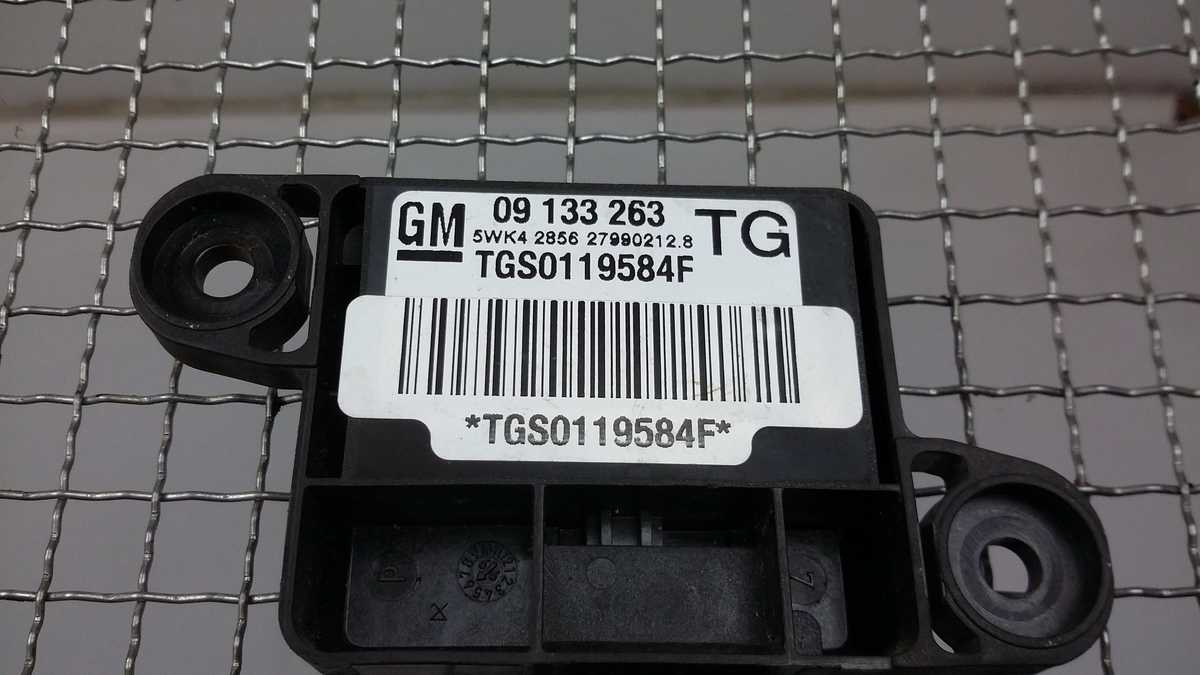 GM 09 133 263 TG
5WK4 2856 27990212.8
TGS0119584F
*TGS0119584F*